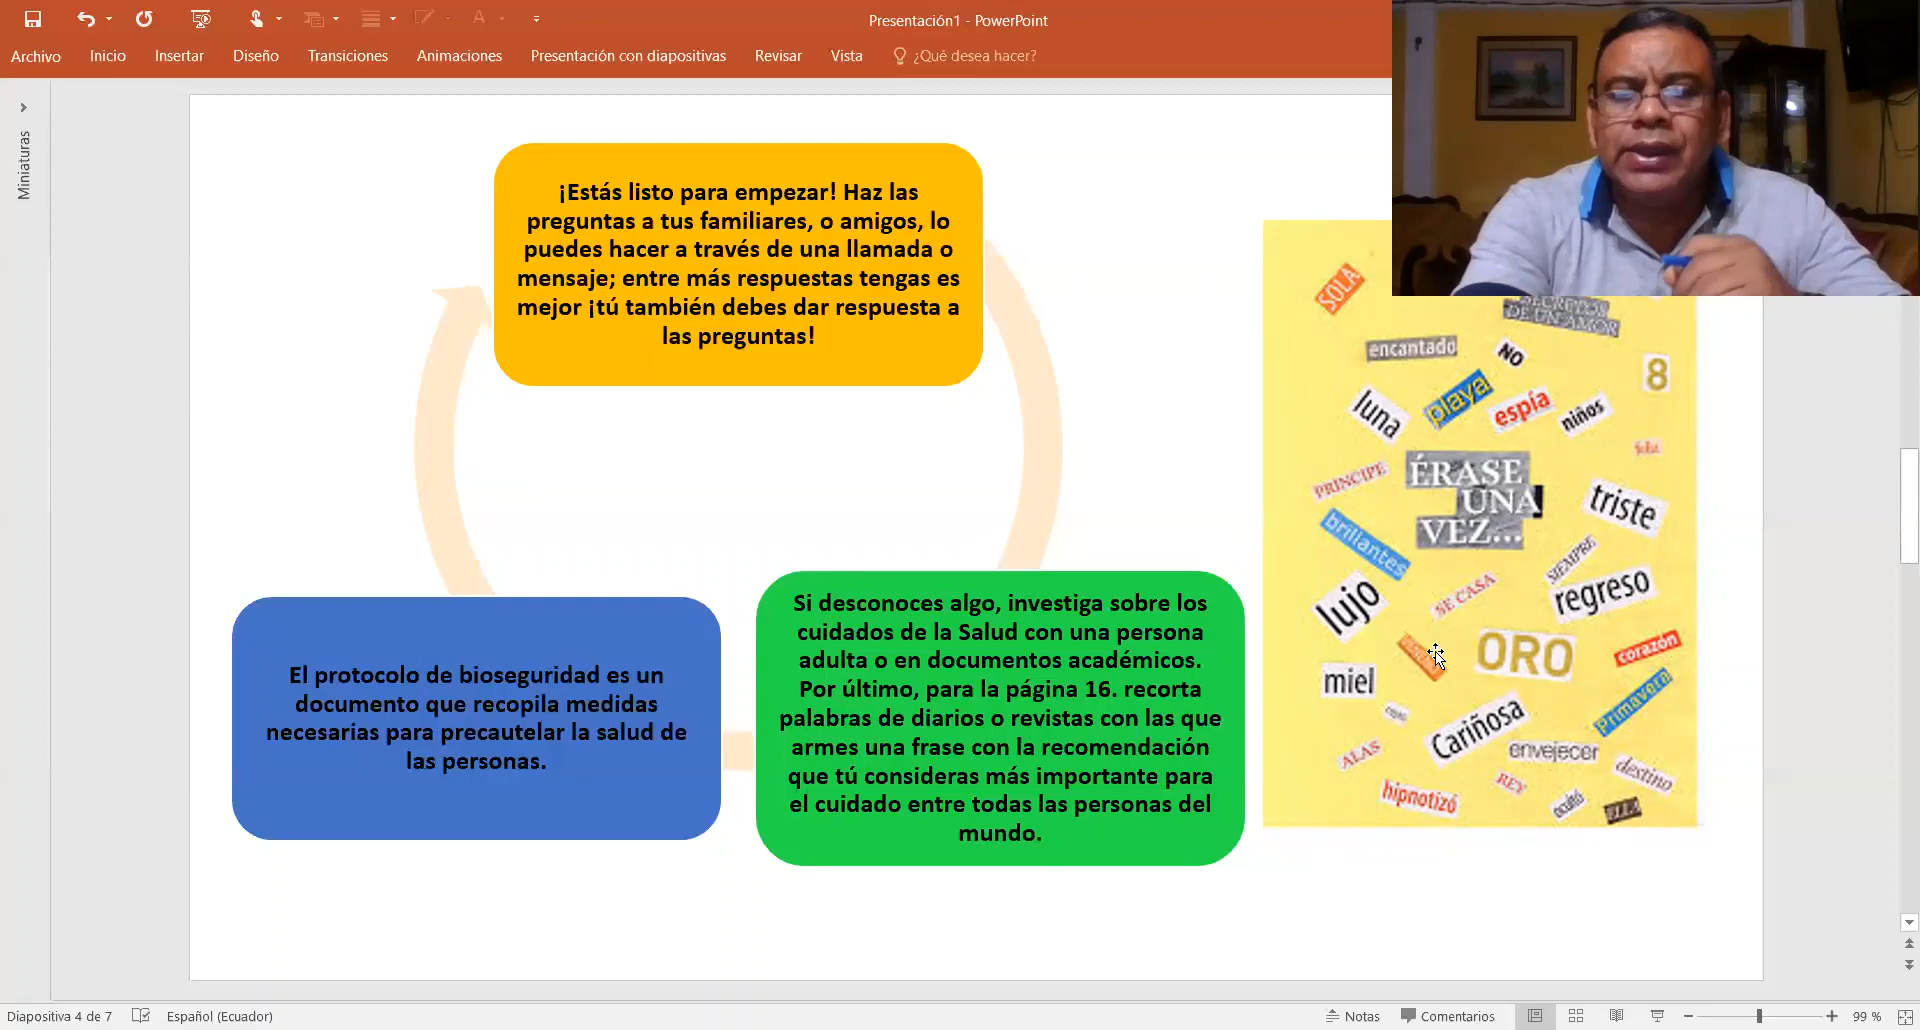 Presentación1 - PowerPoint
Archivo
Inicio
Insertar
Diseño
Transiciones
Animaciones
Presentación con diapositivas
Revisar
Vista
¿Qué desea hacer?
Miniaturas
¡Estás listo para empezar! Haz las
preguntas a tus familiares, o amigos, lo
puedes hacer a través de una llamada o
mensaje; entre más respuestas tengas es
mejor ¡tú también debes dar respuesta a
las preguntas!
El protocolo de bioseguridad es un
documento que recopila medidas
necesarias para precautelar la salud de
las personas.
Si desconoces algo, investiga sobre los
cuidados de la Salud con una persona
adulta o en documentos académicos.
Por último, para la página 16. recorta
palabras de diarios o revistas con las que
armes una frase con la recomendación
que tú consideras más importante para
el cuidado entre todas las personas del
mundo.
SOLA
SECRETOS
DE UN AMOR
encantado
NO
8
luna
playa
espía
niños
PRINCIPE
ÉRASE
UNA
VEZ...
triste
brillantes
SIEMPRE
lujo
SE CASA
regreso
ORO
corazón
miel
Primavera
Cariñosa
ALAS
envejecer
destino
hipnotizó
REY
ocultó
ELLA
Diapositiva 4 de 7
Español (Ecuador)
Notas
Comentarios
99 %